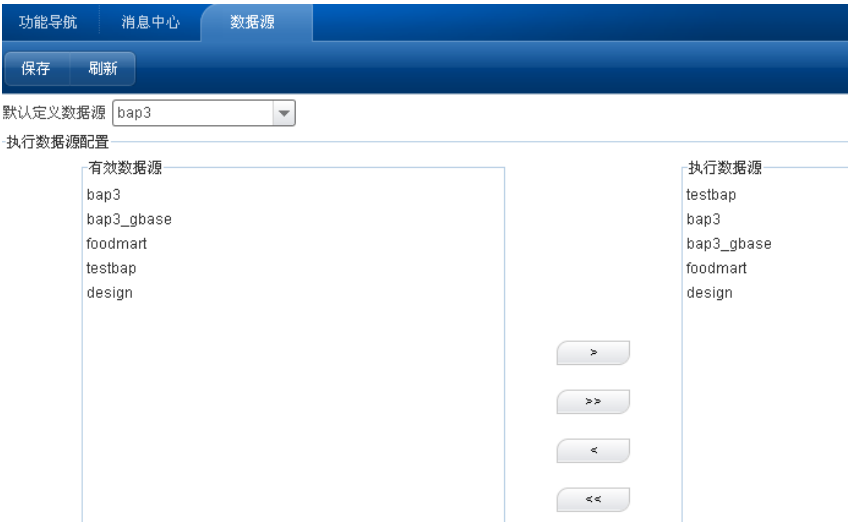 功能导航 消息中心 数据源
保存 刷新
默认定义数据源 bap3
执行数据源配置
有效数据源
bap3
bap3_gbase
foodmart
testbap
design
>
>>
<
<<
执行数据源
testbap
bap3
bap3_gbase
foodmart
design